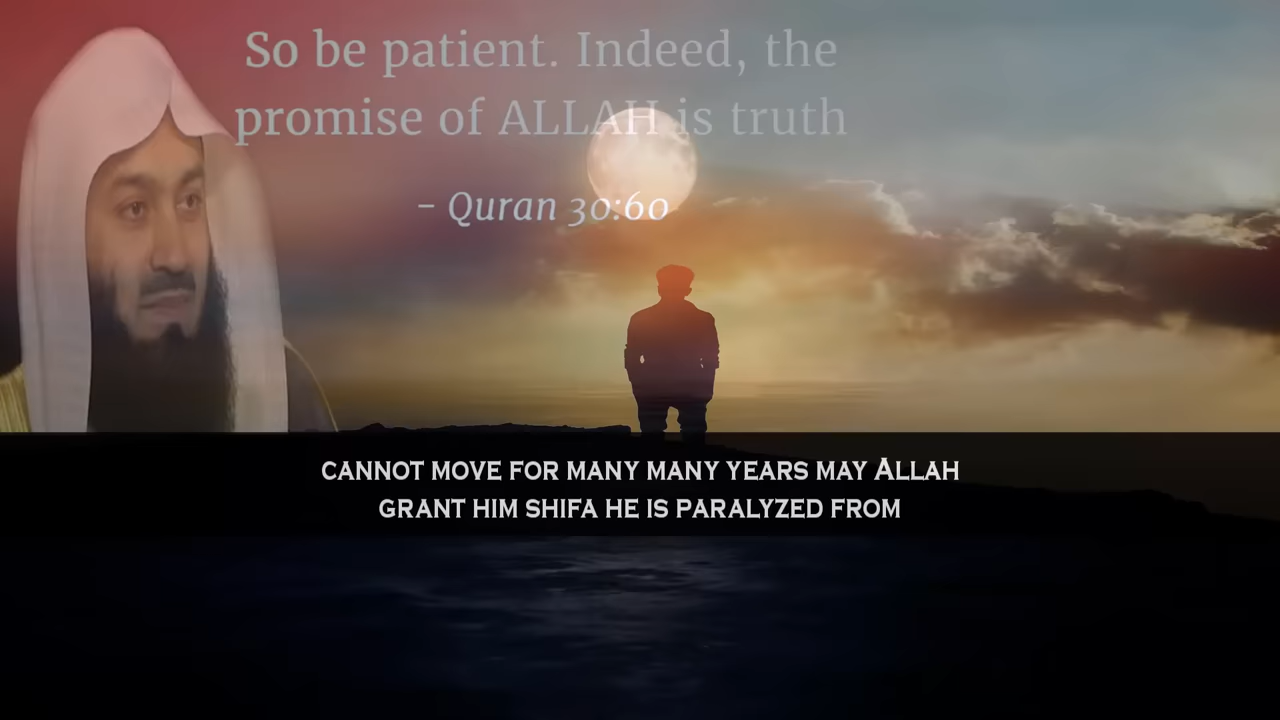 So be patient. Indeed, the
promise of ALLAH is truth
– Quran 30:60
CANNOT MOVE FOR MANY MANY YEARS MAY ALLAH
GRANT HIM SHIFA HE IS PARALYZED FROM